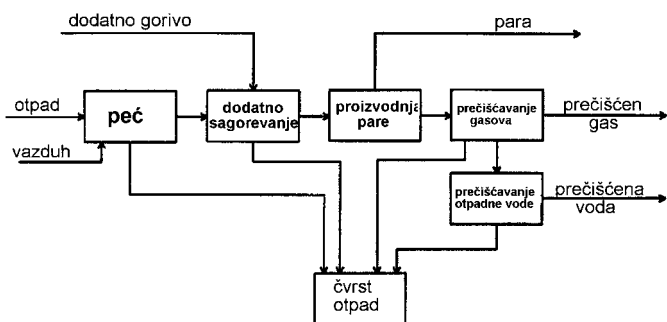 dodatno gorivo
para
otpad
vazduh
peć
dodatno
sagorevanje
proizvodnja
pare
prečišćavanje
gasova
prečišćen
gas
prečišćavanje
otpadne vode
prečišćena
voda
čvrst
otpad